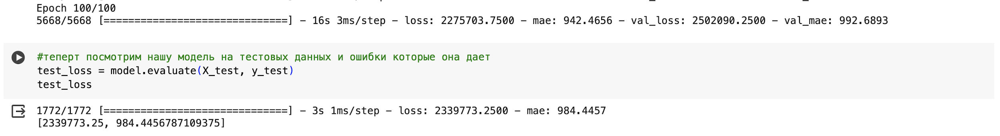 Epoch 100/100
5668/5668 [==============================] - 16s 3ms/step - loss: 2275703.7500 - mae: 942.4656 - val_loss: 2502090.2500 - val_mae: 992.6893
#теперт посмотрим нашу модель на тестовых данных и ошибки которые она дает
test_loss = model.evaluate(X_test, y_test)
test_loss
1772/1772 [==============================] - 3s 1ms/step - loss: 2339773.2500 - mae: 984.4457
[2339773.25, 984.4456787109375]